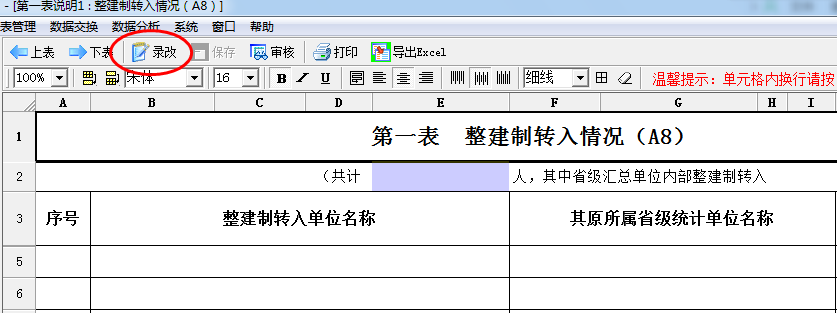 - [第一表说明1：整建制转入情况（A8）]
表管理 数据交换 数据分析 系统 窗口 帮助
上表 下表 录改 保存 审核 打印 导出Excel
100% 宋体 16 B I U 细线 温馨提示：单元格内换行请按
A B C D E F G H I
1 第一表 整建制转入情况（A8）
2 （共计 人，其中省级汇总单位内部整建制转入
3 序号 整建制转入单位名称 其原所属省级统计单位名称
5
6